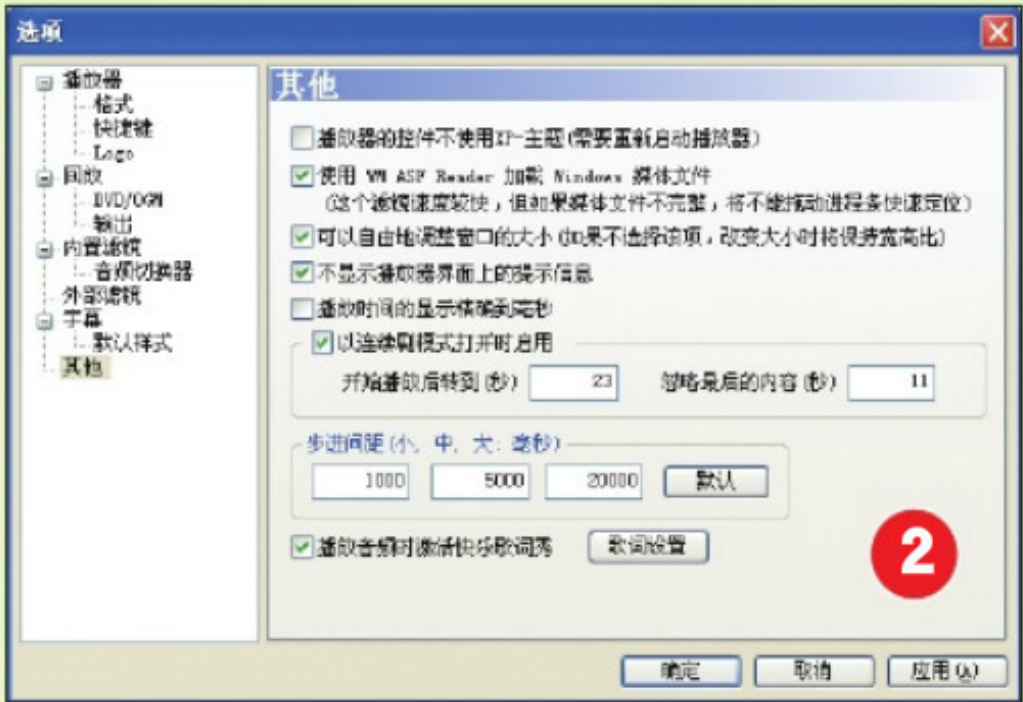 选项
播放器
格式
快捷键
Logo
回放
DVD/OGM
输出
内置滤镜
音频切换器
外部滤镜
字幕
默认样式
其他
其他
播放器的控件不使用XP-主题(需要重新启动播放器)
使用 WM ASF Reader 加载 Windows 媒体文件
(这个滤镜速度较快，但如果媒体文件不完整，将不能拖动进程条快速定位)
可以自由地调整窗口的大小(如果不选择该项，改变大小时将保持宽高比)
不显示播放器界面上的提示信息
播放时间的显示精确到毫秒
以连续剧模式打开时启用
开始播放后转到(秒) 23 忽略最后的内容(秒) 11
步进间距(小, 中, 大: 毫秒)
1000 5000 20000 默认
播放音频时激活快乐歌词秀 歌词设置
2
确定 取消 应用(A)